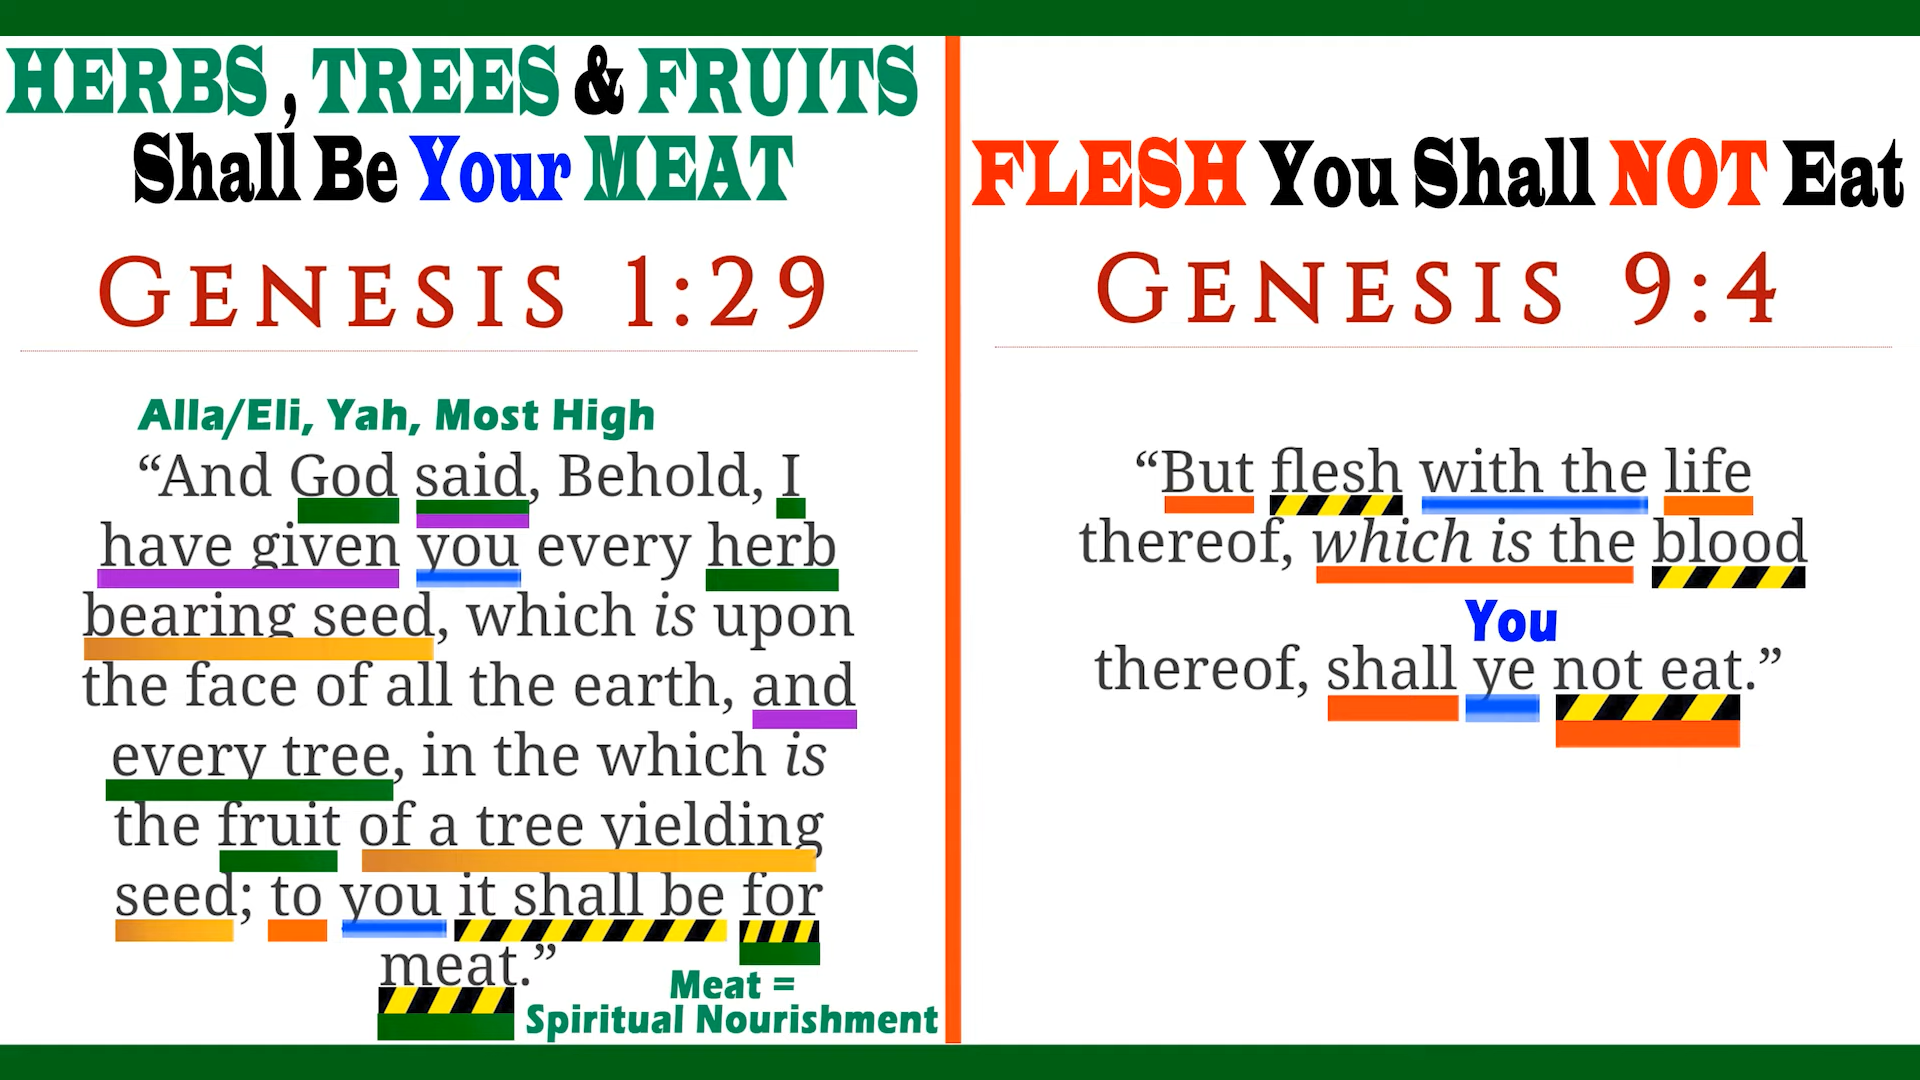 HERBS , TREES & FRUITS
Shall Be Your MEAT
GENESIS 1:29
Alla/Eli, Yah, Most High
“And God said, Behold, I
have given you every herb
bearing seed, which is upon
the face of all the earth, and
every tree, in the which is
the fruit of a tree yielding
seed; to you it shall be for
meat.”
Meat =
Spiritual Nourishment
FLESH You Shall NOT Eat
GENESIS 9:4
“But flesh with the life
thereof, which is the blood
You
thereof, shall ye not eat.”